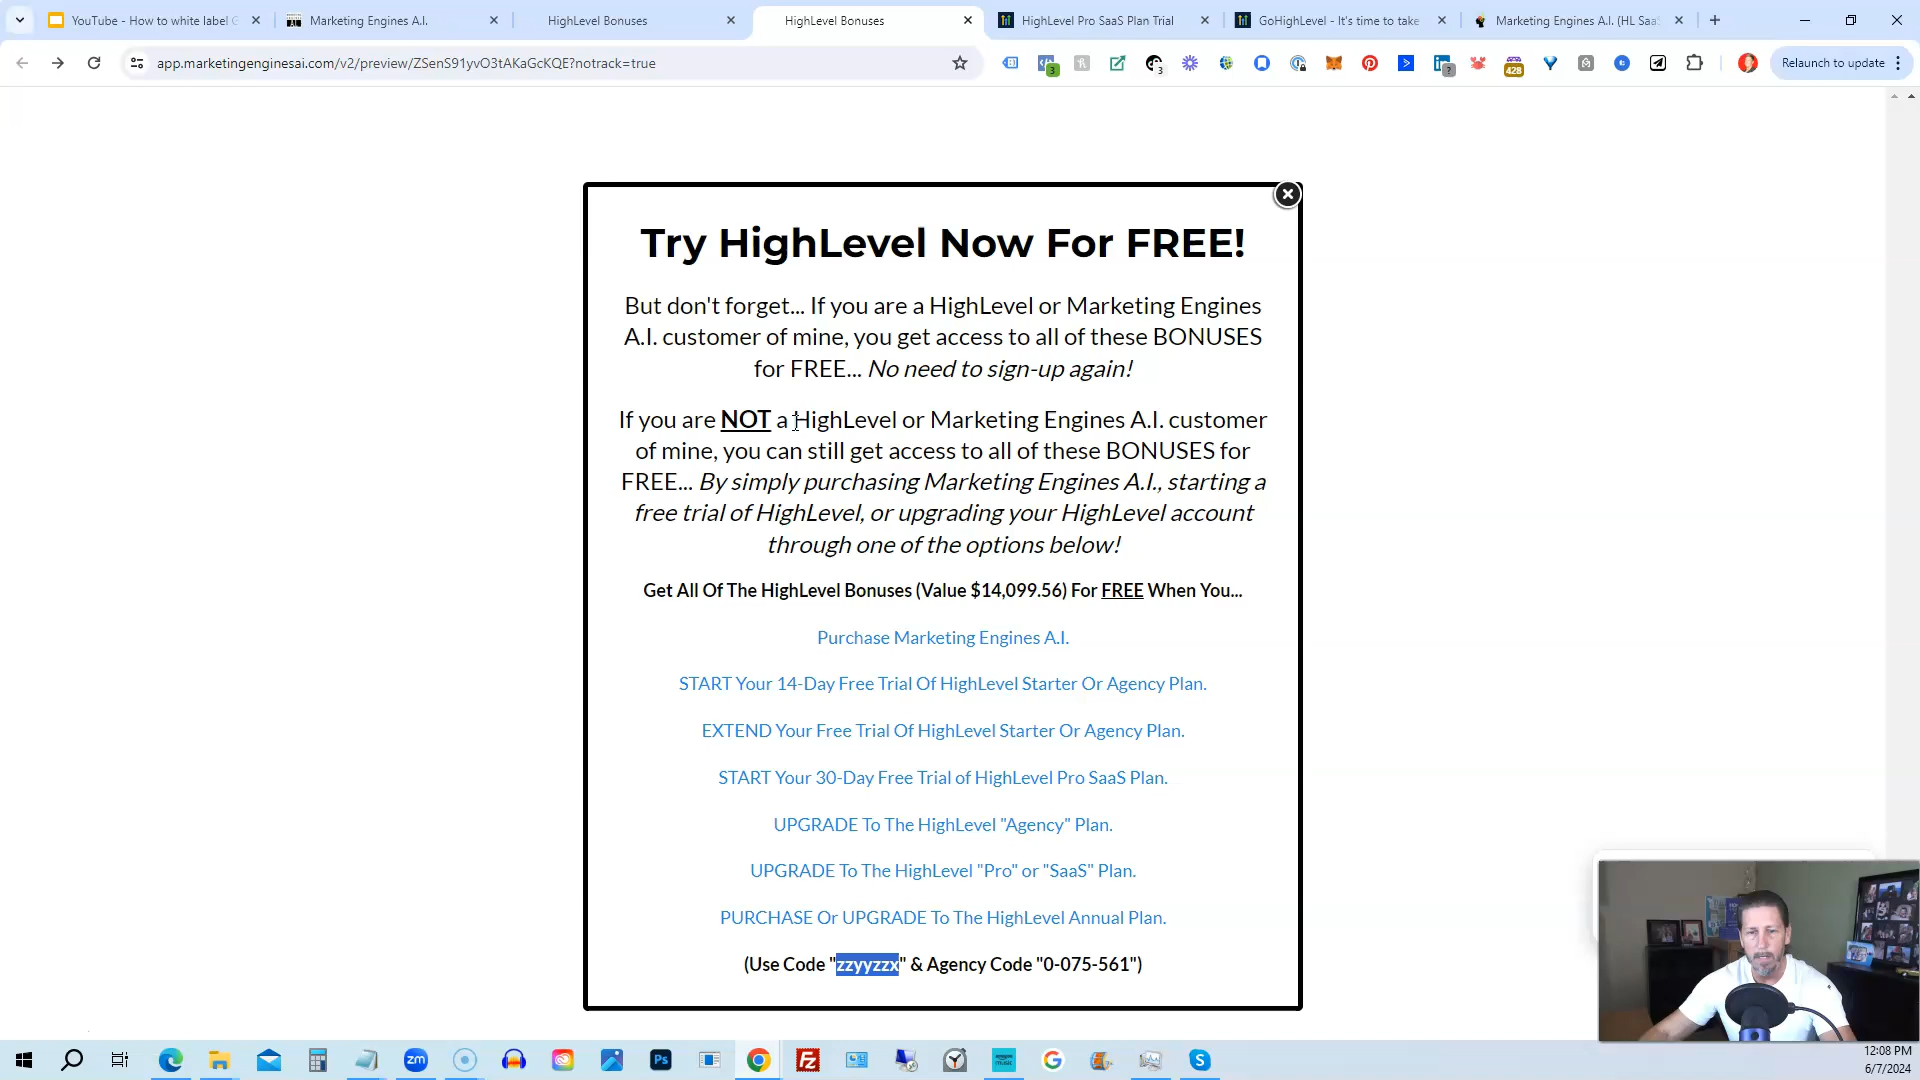 YouTube - How to white label G
Marketing Engines A.I.
HighLevel Bonuses
HighLevel Bonuses
HighLevel Pro SaaS Plan Trial
GoHighLevel - It's time to take
Marketing Engines A.I. (HL SaaS
app.marketingenginesai.com/v2/preview/ZSenS91yvO3tAKaGcKQE?notrack=true
3
3
428
Relaunch to update
Try HighLevel Now For FREE!
But don't forget... If you are a HighLevel or Marketing Engines
A.I. customer of mine, you get access to all of these BONUSES
for FREE... No need to sign-up again!
If you are NOT a HighLevel or Marketing Engines A.I. customer
of mine, you can still get access to all of these BONUSES for
FREE... By simply purchasing Marketing Engines A.I., starting a
free trial of HighLevel, or upgrading your HighLevel account
through one of the options below!
Get All Of The HighLevel Bonuses (Value $14,099.56) For FREE When You...
Purchase Marketing Engines A.I.
START Your 14-Day Free Trial Of HighLevel Starter Or Agency Plan.
EXTEND Your Free Trial Of HighLevel Starter Or Agency Plan.
START Your 30-Day Free Trial of HighLevel Pro SaaS Plan.
UPGRADE To The HighLevel "Agency" Plan.
UPGRADE To The HighLevel "Pro" or "SaaS" Plan.
PURCHASE Or UPGRADE To The HighLevel Annual Plan.
(Use Code "zzyyzzx" & Agency Code "0-075-561")
zm
Ps
12:08 PM
6/7/2024